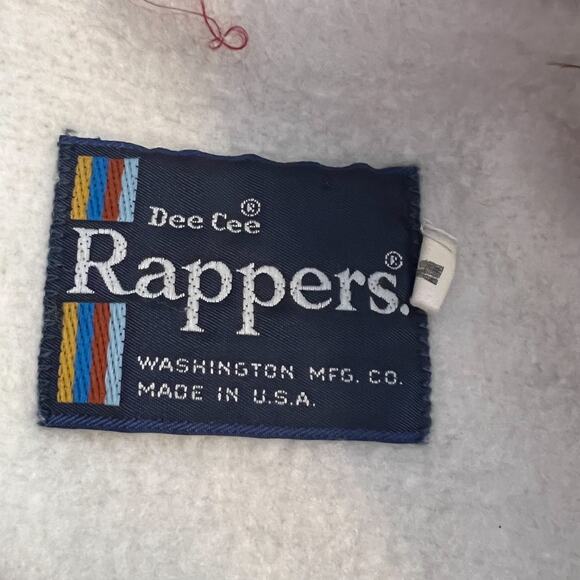 Dee Cee®
Rappers.®
WASHINGTON MFG. CO.
MADE IN U.S.A.